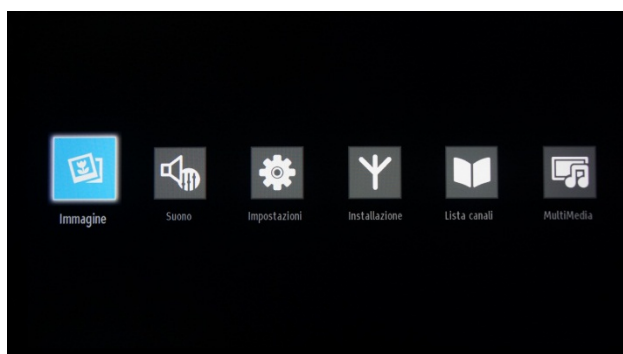 Immagine
Suono
Impostazioni
Installazione
Lista canali
MultiMedia